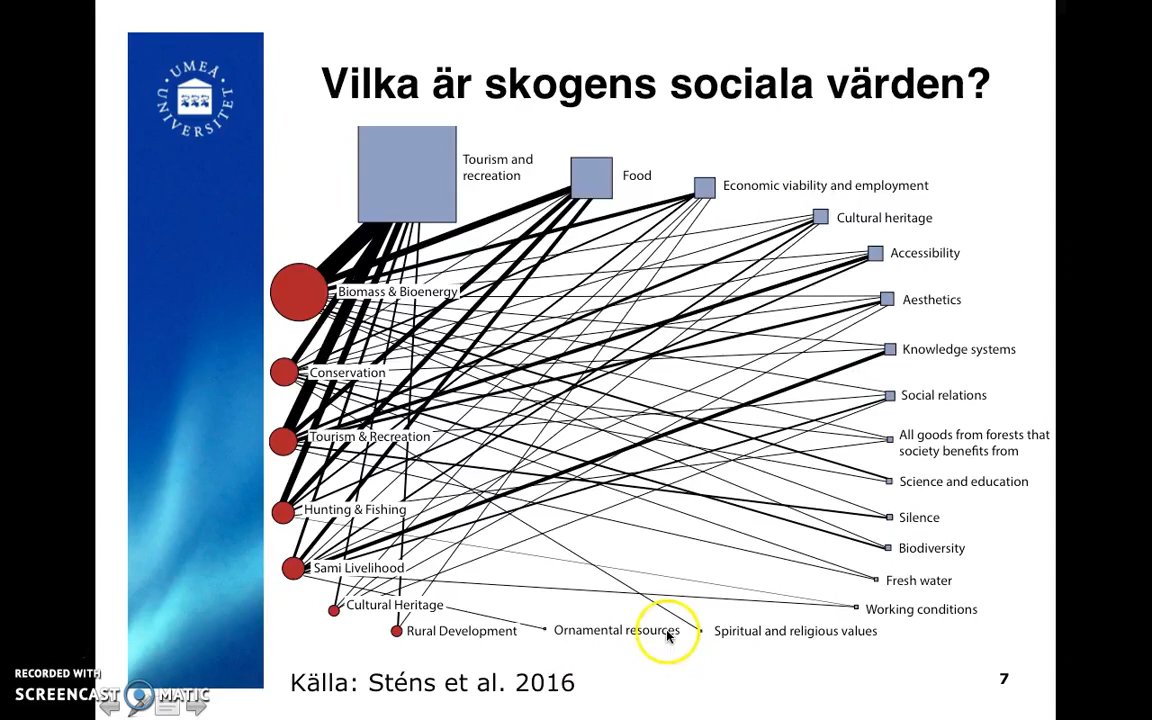 UMEÅ UNIVERSITET
Vilka är skogens sociala värden?
Tourism and
recreation
Food
Economic viability and employment
Cultural heritage
Accessibility
Biomass & Bioenergy
Aesthetics
Knowledge systems
Conservation
Social relations
All goods from forests that
society benefits from
Tourism & Recreation
Science and education
Hunting & Fishing
Silence
Biodiversity
Sami Livelihood
Fresh water
Cultural Heritage
Working conditions
Rural Development
Ornamental resources
Spiritual and religious values
Källa: Sténs et al. 2016
7
RECORDED WITH
SCREENCAST MATIC